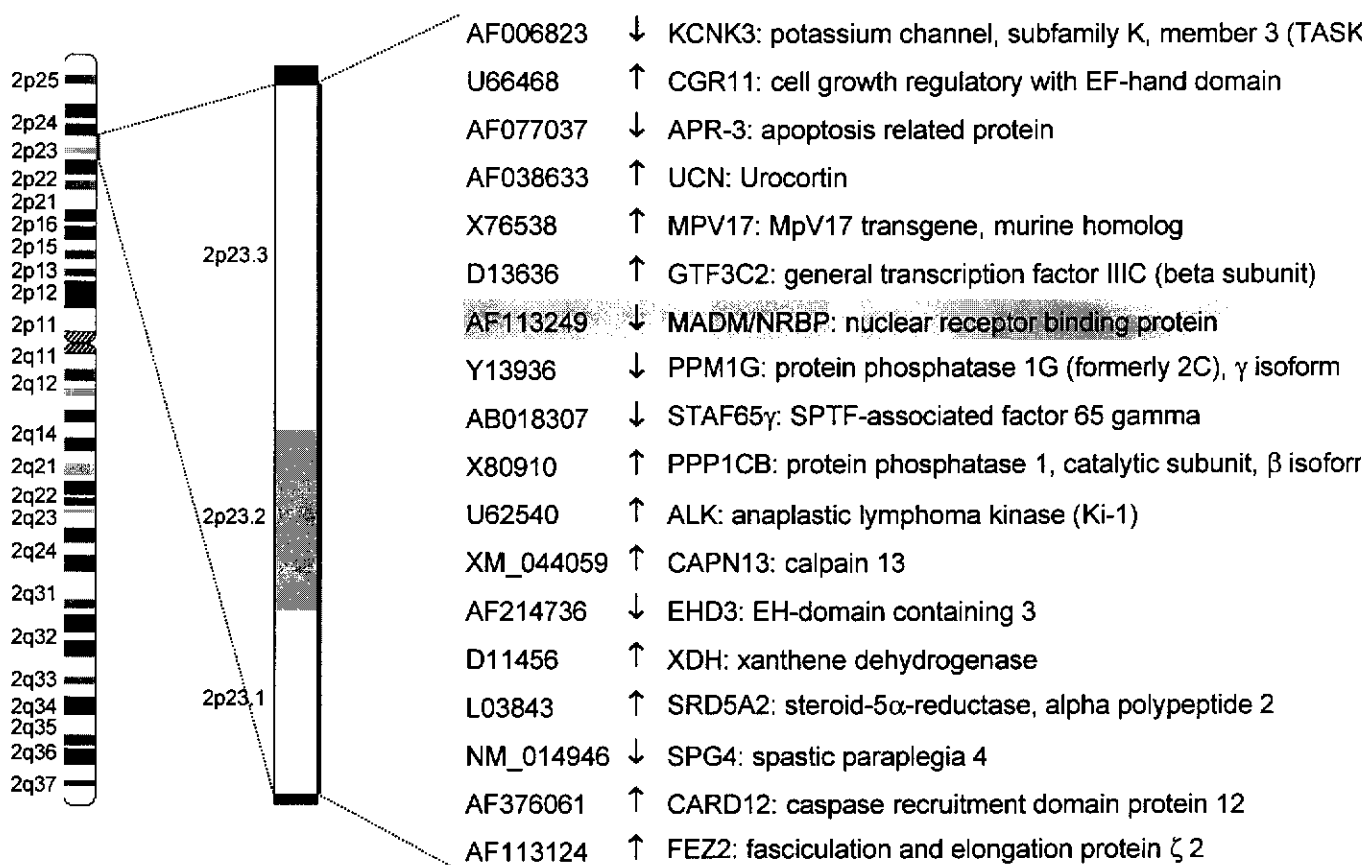 2p25
2p24
2p23
2p22
2p21
2p16
2p15
2p13
2p12
2p11
2q11
2q12
2q14
2q21
2q22
2q23
2q24
2q31
2q32
2q33
2q34
2q35
2q36
2q37
2p23.3
2p23.2
2p23.1
AF006823 ↓ KCNK3: potassium channel, subfamily K, member 3 (TASK
U66468 ↑ CGR11: cell growth regulatory with EF-hand domain
AF077037 ↓ APR-3: apoptosis related protein
AF038633 ↑ UCN: Urocortin
X76538 ↑ MPV17: MpV17 transgene, murine homolog
D13636 ↑ GTF3C2: general transcription factor IIIC (beta subunit)
AF113249 ↓ MADM/NRBP: nuclear receptor binding protein
Y13936 ↓ PPM1G: protein phosphatase 1G (formerly 2C), γ isoform
AB018307 ↓ STAF65γ: SPTF-associated factor 65 gamma
X80910 ↑ PPP1CB: protein phosphatase 1, catalytic subunit, β isoform
U62540 ↑ ALK: anaplastic lymphoma kinase (Ki-1)
XM_044059 ↑ CAPN13: calpain 13
AF214736 ↓ EHD3: EH-domain containing 3
D11456 ↑ XDH: xanthene dehydrogenase
L03843 ↑ SRD5A2: steroid-5α-reductase, alpha polypeptide 2
NM_014946 ↓ SPG4: spastic paraplegia 4
AF376061 ↑ CARD12: caspase recruitment domain protein 12
AF113124 ↑ FEZ2: fasciculation and elongation protein ζ 2